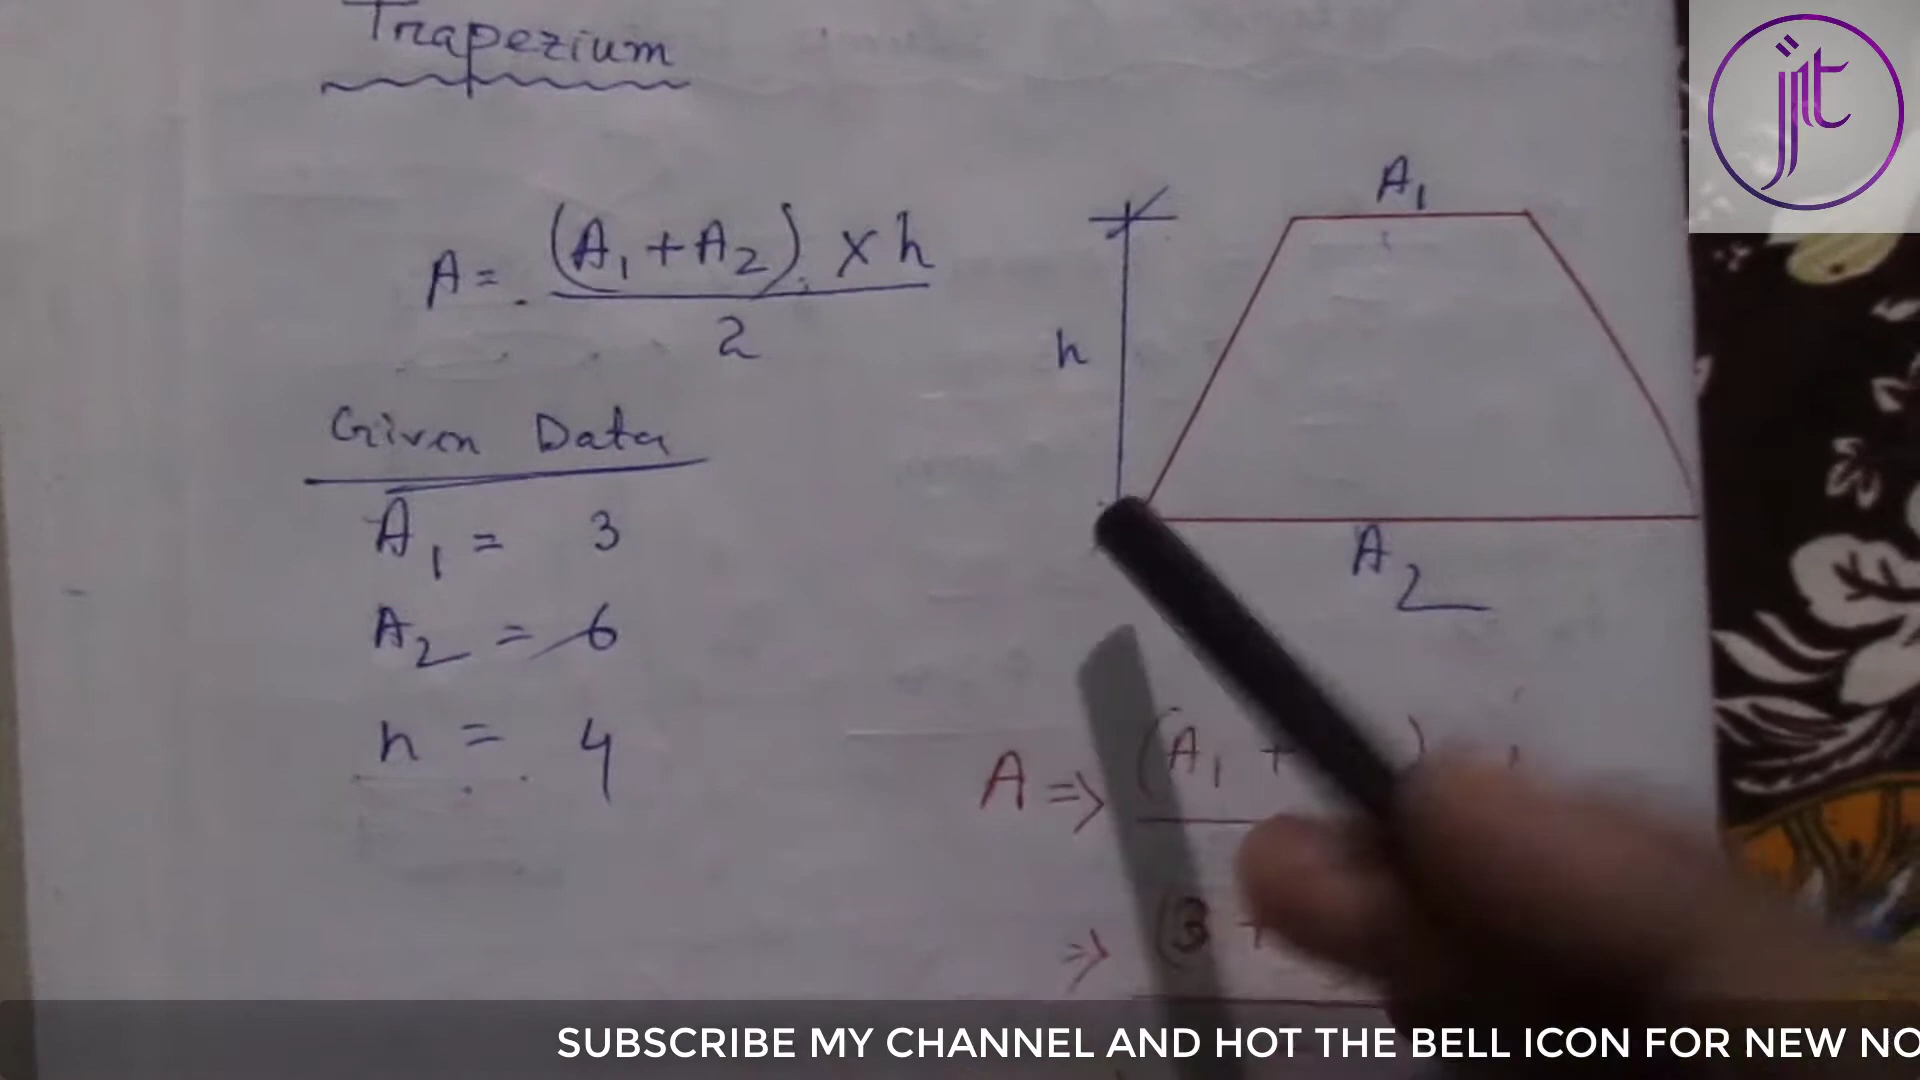 Trapezium
A = (A1 + A2) x h
2
A1
h
A2
Given Data
A1 = 3
A2 = 6
h = 4
A => (A1 +
=> (3 +
jit
SUBSCRIBE MY CHANNEL AND HOT THE BELL ICON FOR NEW NO